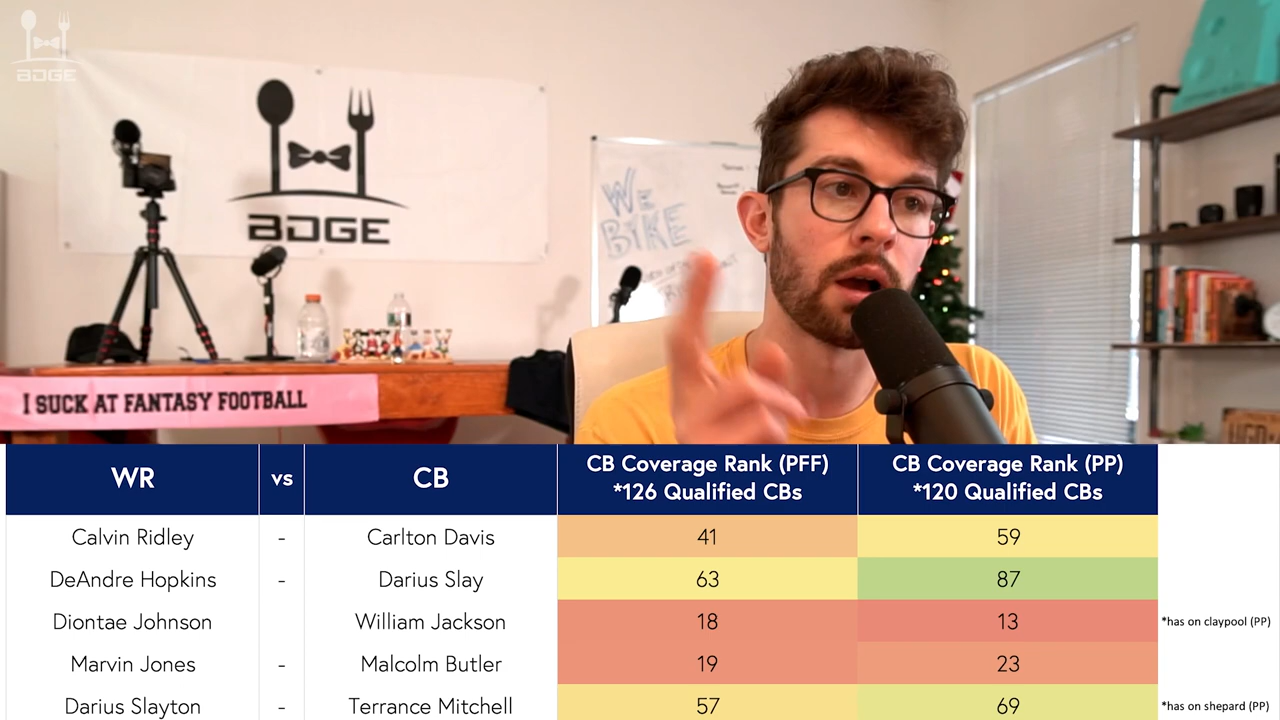 BDGE
BDGE
WE
BIKE
I SUCK AT FANTASY FOOTBALL
WR vs CB CB Coverage Rank (PFF) CB Coverage Rank (PP)
*126 Qualified CBs *120 Qualified CBs
Calvin Ridley - Carlton Davis 41 59
DeAndre Hopkins - Darius Slay 63 87
Diontae Johnson William Jackson 18 13 *has on claypool (PP)
Marvin Jones - Malcolm Butler 19 23
Darius Slayton - Terrance Mitchell 57 69 *has on shepard (PP)